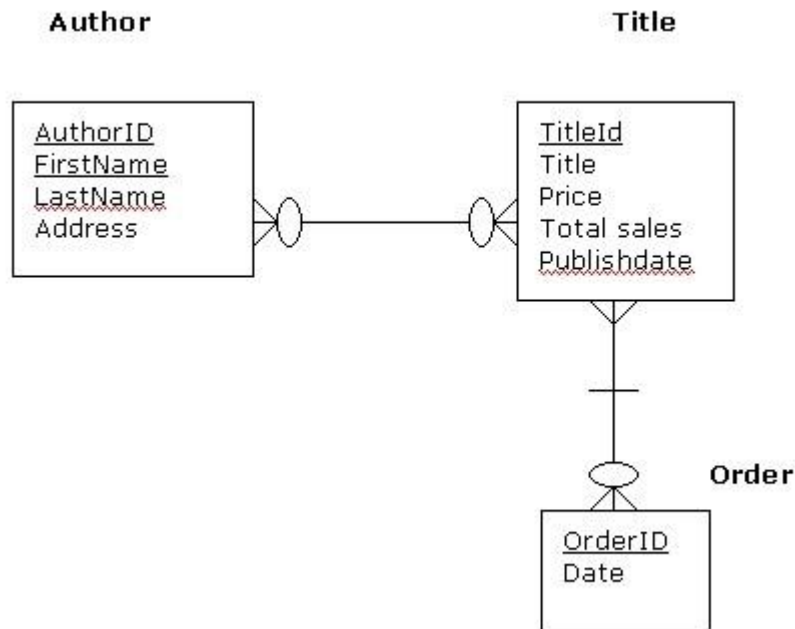 Author
Title
AuthorID
FirstName
LastName
Address
TitleId
Title
Price
Total sales
Publishdate
Order
OrderID
Date